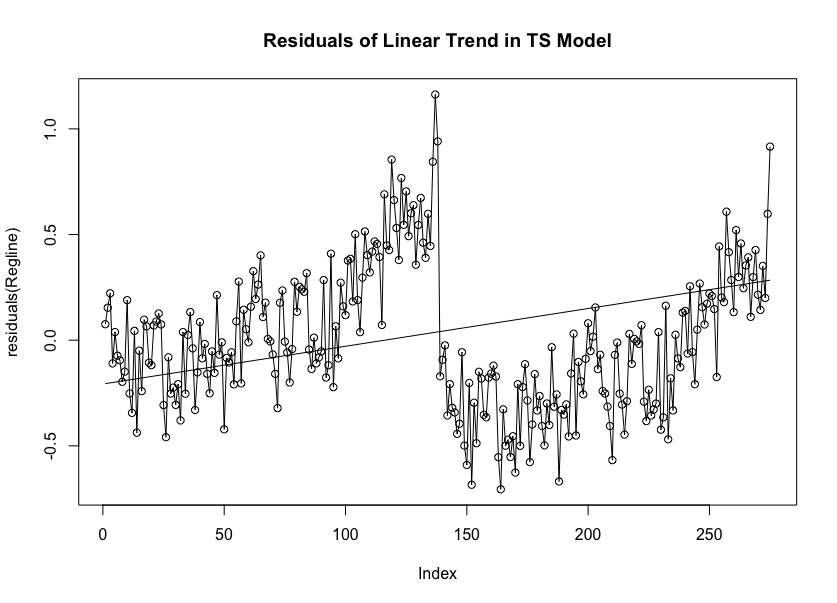 Residuals of Linear Trend in TS Model
residuals(Regline)
1.0
0.5
0.0
-0.5
0 50 100 150 200 250
Index